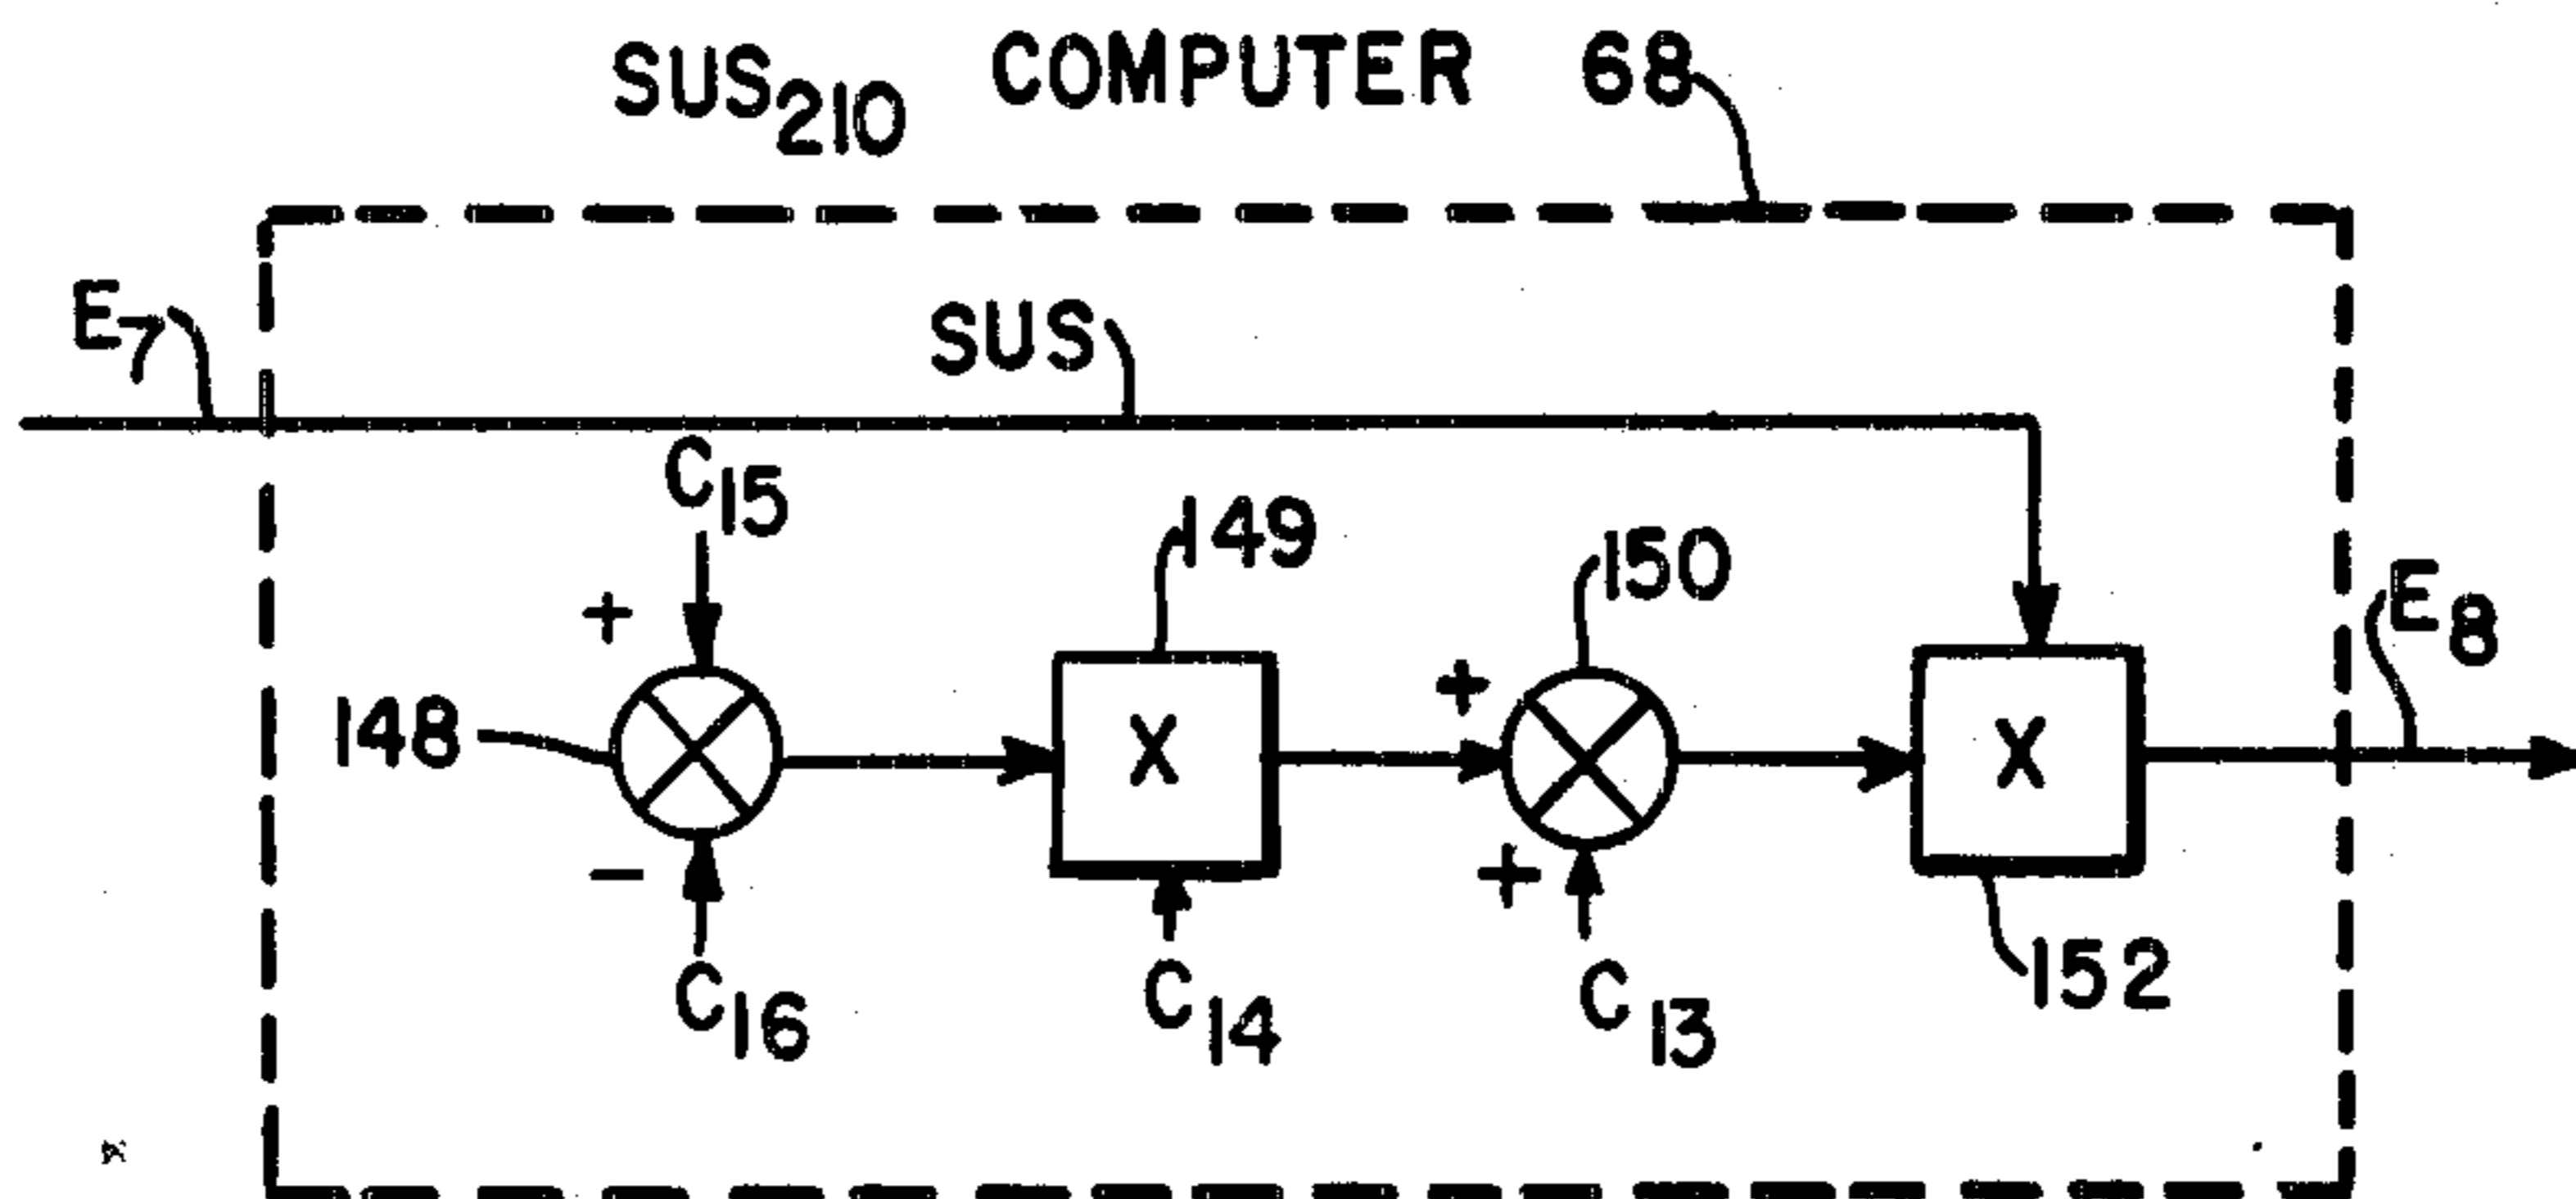 SUS210 COMPUTER 68
E7
SUS
C15
149
150
E8
+
+
148
X
X
-
+
C16
C14
C13
152